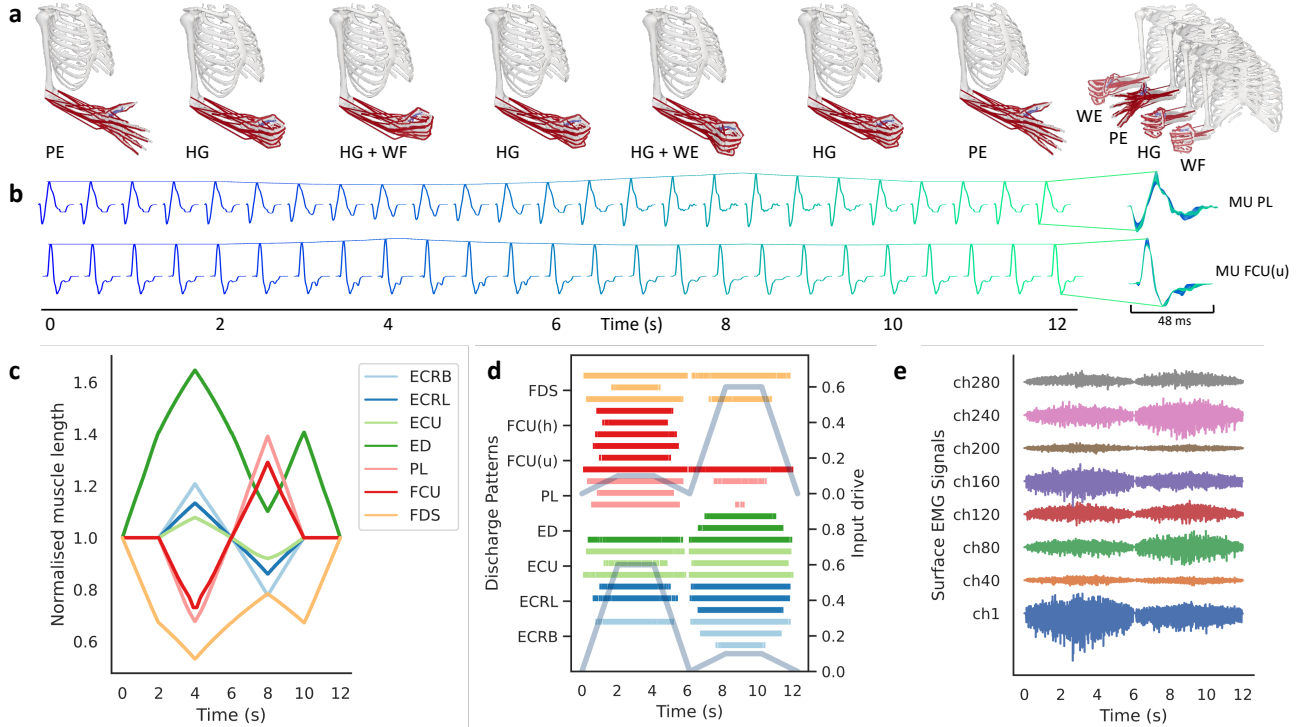 a
PE
HG
HG + WF
HG
HG + WE
HG
PE
WE
PE
HG
WF
b
MU PL
MU FCU(u)
0 2 4 6 Time (s) 8 10 12
48 ms
c
Normalised muscle length
1.6
1.4
1.2
1.0
0.8
0.6
0 2 4 6 8 10 12
Time (s)
ECRB
ECRL
ECU
ED
PL
FCU
FDS
d
Discharge Patterns
FDS
FCU(h)
FCU(u)
PL
ED
ECU
ECRL
ECRB
0.6
0.4
0.2
0.0
0.8
0.6
0.4
0.2
0.0
Input drive
0 2 4 6 8 10 12
Time (s)
e
Surface EMG Signals
ch280
ch240
ch200
ch160
ch120
ch80
ch40
ch1
0 2 4 6 8 10 12
Time (s)